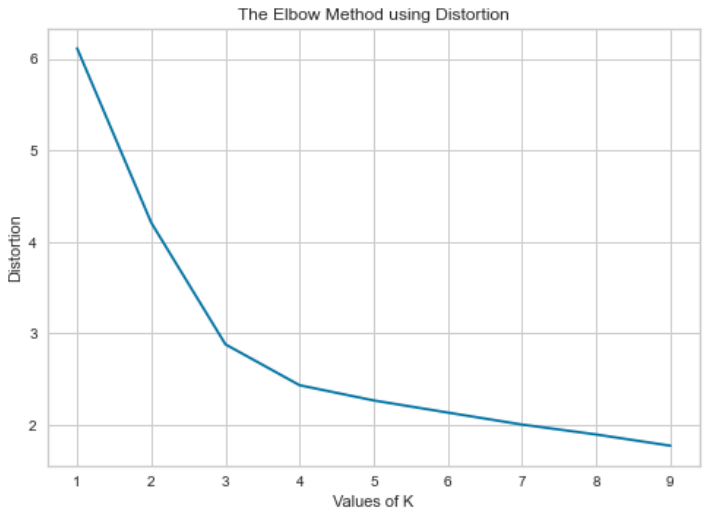 The Elbow Method using Distortion
6
5
4
3
2
Distortion
1 2 3 4 5 6 7 8 9
Values of K